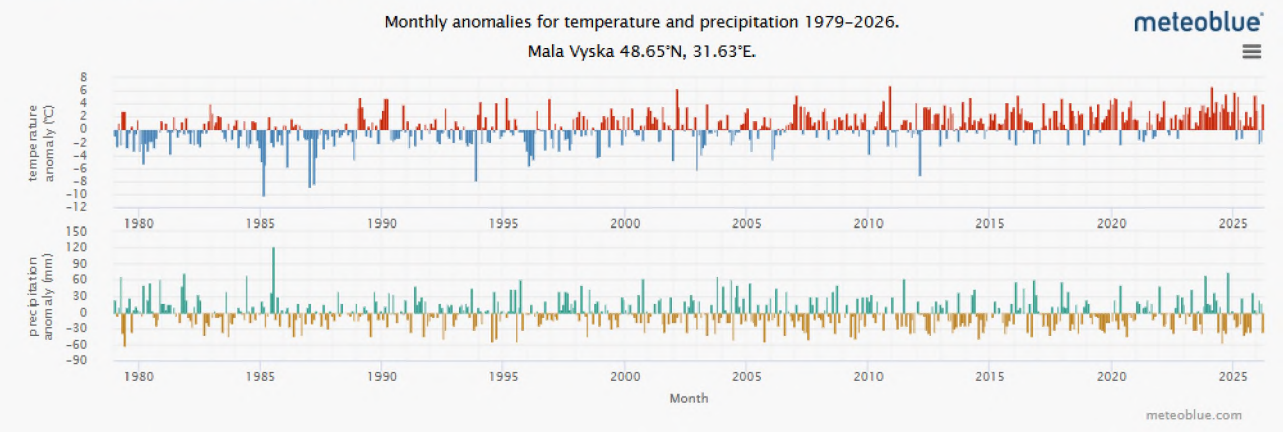 Monthly anomalies for temperature and precipitation 1979-2026.
meteoblue®
Mala Vyska 48.65°N, 31.63°E.
temperature
anomaly (°C)
8
6
4
2
0
-2
-4
-6
-8
-10
-12
1980 1985 1990 1995 2000 2005 2010 2015 2020 2025
precipitation
anomaly (mm)
150
120
90
60
30
0
-30
-60
-90
1980 1985 1990 1995 2000 2005 2010 2015 2020 2025
Month
meteoblue.com